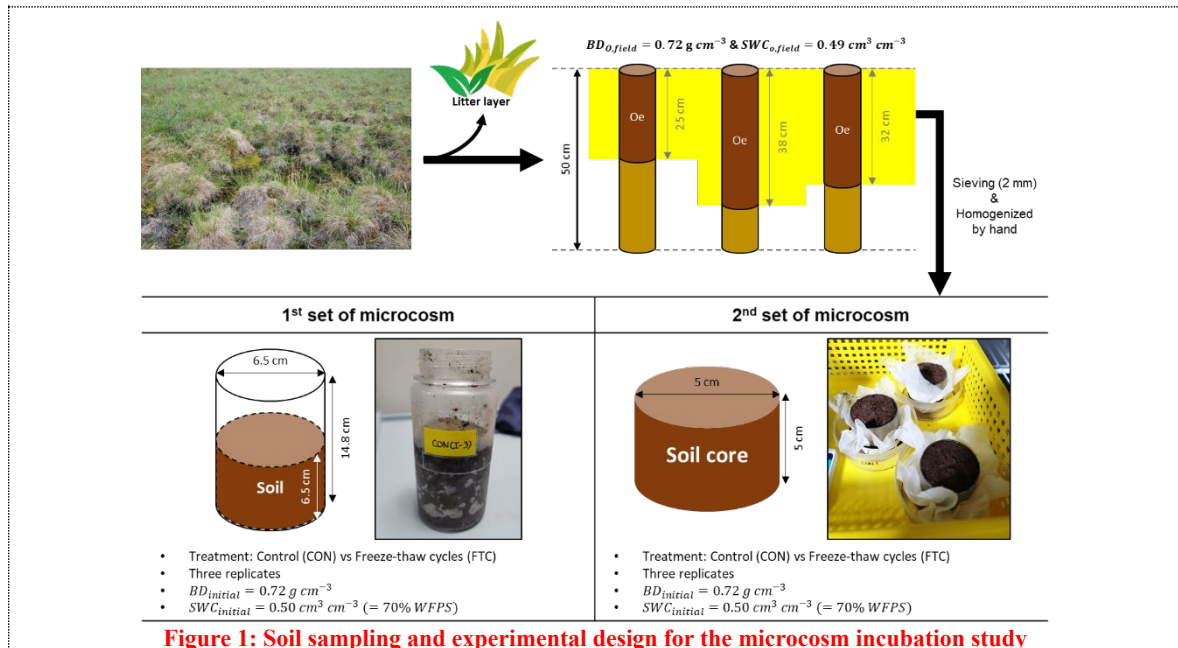 BD_{O,field} = 0.72 g cm^{-3} & SWC_{o,field} = 0.49 cm^3 cm^{-3}
Litter layer
50 cm
Oe
25 cm
Oe
38 cm
Oe
32 cm
Sieving (2 mm)
&
Homogenized
by hand
1st set of microcosm
6.5 cm
14.8 cm
Soil
6.5 cm
CON(I-3)
• Treatment: Control (CON) vs Freeze-thaw cycles (FTC)
• Three replicates
• BD_{initial} = 0.72 g cm^{-3}
• SWC_{initial} = 0.50 cm^3 cm^{-3} (= 70% WFPS)
2nd set of microcosm
5 cm
Soil core
5 cm
• Treatment: Control (CON) vs Freeze-thaw cycles (FTC)
• Three replicates
• BD_{initial} = 0.72 g cm^{-3}
• SWC_{initial} = 0.50 cm^3 cm^{-3} (= 70% WFPS)
Figure 1: Soil sampling and experimental design for the microcosm incubation study